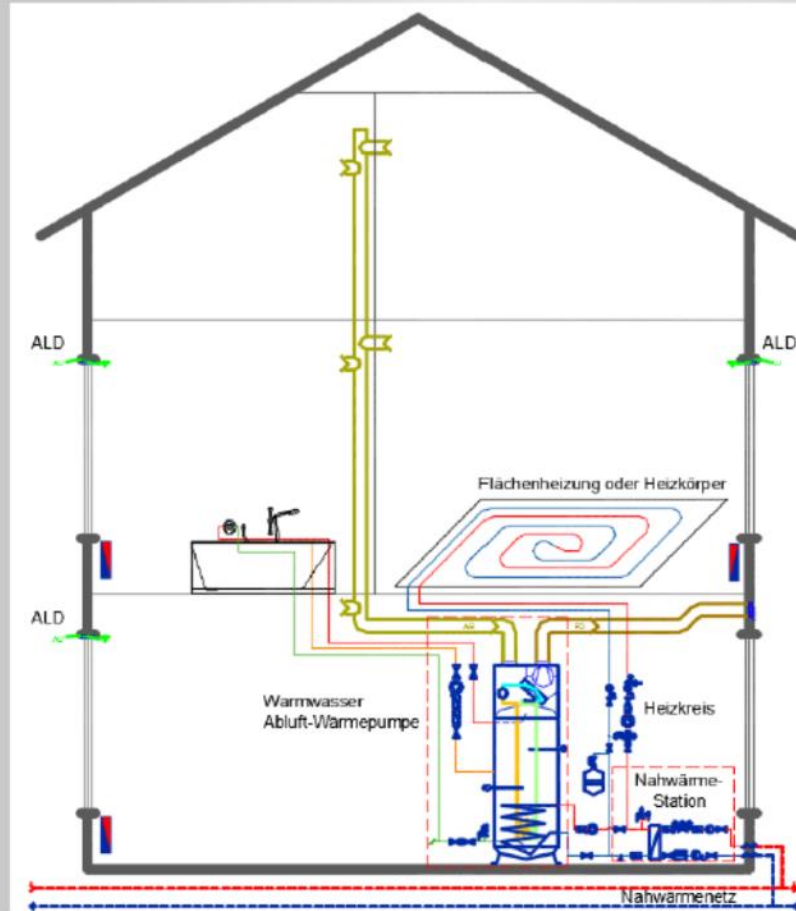 ALD
ALD
Flächenheizung oder Heizkörper
ALD
Warmwasser
Abluft-Wärmepumpe
Heizkreis
Nahwärme-
Station
Nahwärmenetz